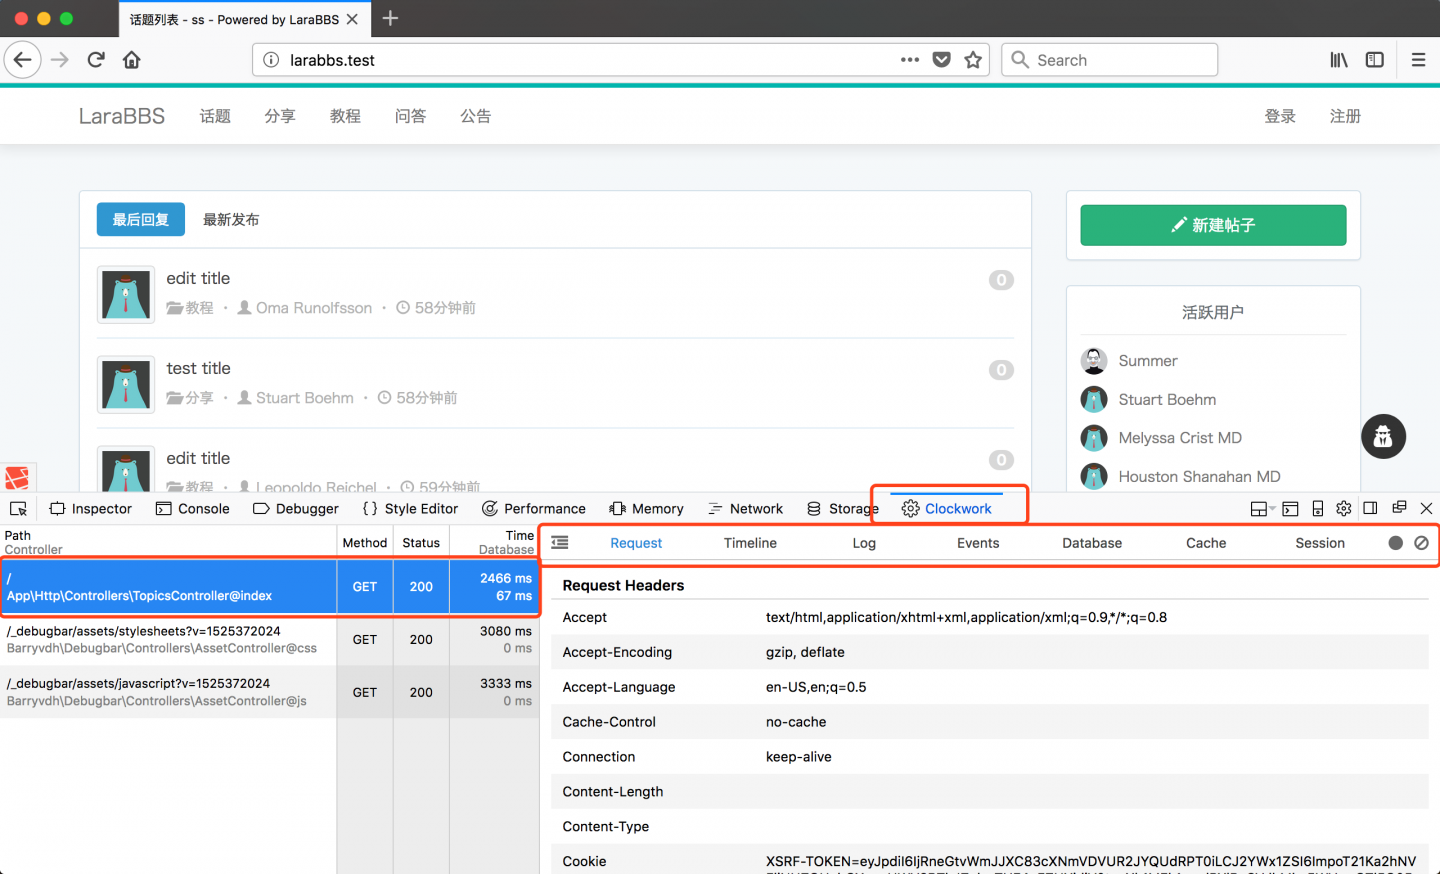 话题列表 - ss - Powered by LaraBBS
larabbs.test
Search
LaraBBS 话题 分享 教程 问答 公告 登录 注册
最后回复 最新发布
edit title
0
教程 • Oma Runolfsson • 58分钟前
test title
0
分享 • Stuart Boehm • 58分钟前
edit title
0
教程 • Leopoldo Reichel • 59分钟前
新建帖子
活跃用户
Summer
Stuart Boehm
Melyssa Crist MD
Houston Shanahan MD
Inspector Console Debugger { } Style Editor Performance Memory Network Storage Clockwork
Path
Controller
Method Status
Time
Database
/
App\Http\Controllers\TopicsController@index
GET 200
2466 ms
67 ms
/_debugbar/assets/stylesheets?v=1525372024
Barryvdh\Debugbar\Controllers\AssetController@css
GET 200
3080 ms
0 ms
/_debugbar/assets/javascript?v=1525372024
Barryvdh\Debugbar\Controllers\AssetController@js
GET 200
3333 ms
0 ms
Request Timeline Log Events Database Cache Session
Request Headers
Accept text/html,application/xhtml+xml,application/xml;q=0.9,*/*;q=0.8
Accept-Encoding gzip, deflate
Accept-Language en-US,en;q=0.5
Cache-Control no-cache
Connection keep-alive
Content-Length
Content-Type
Cookie